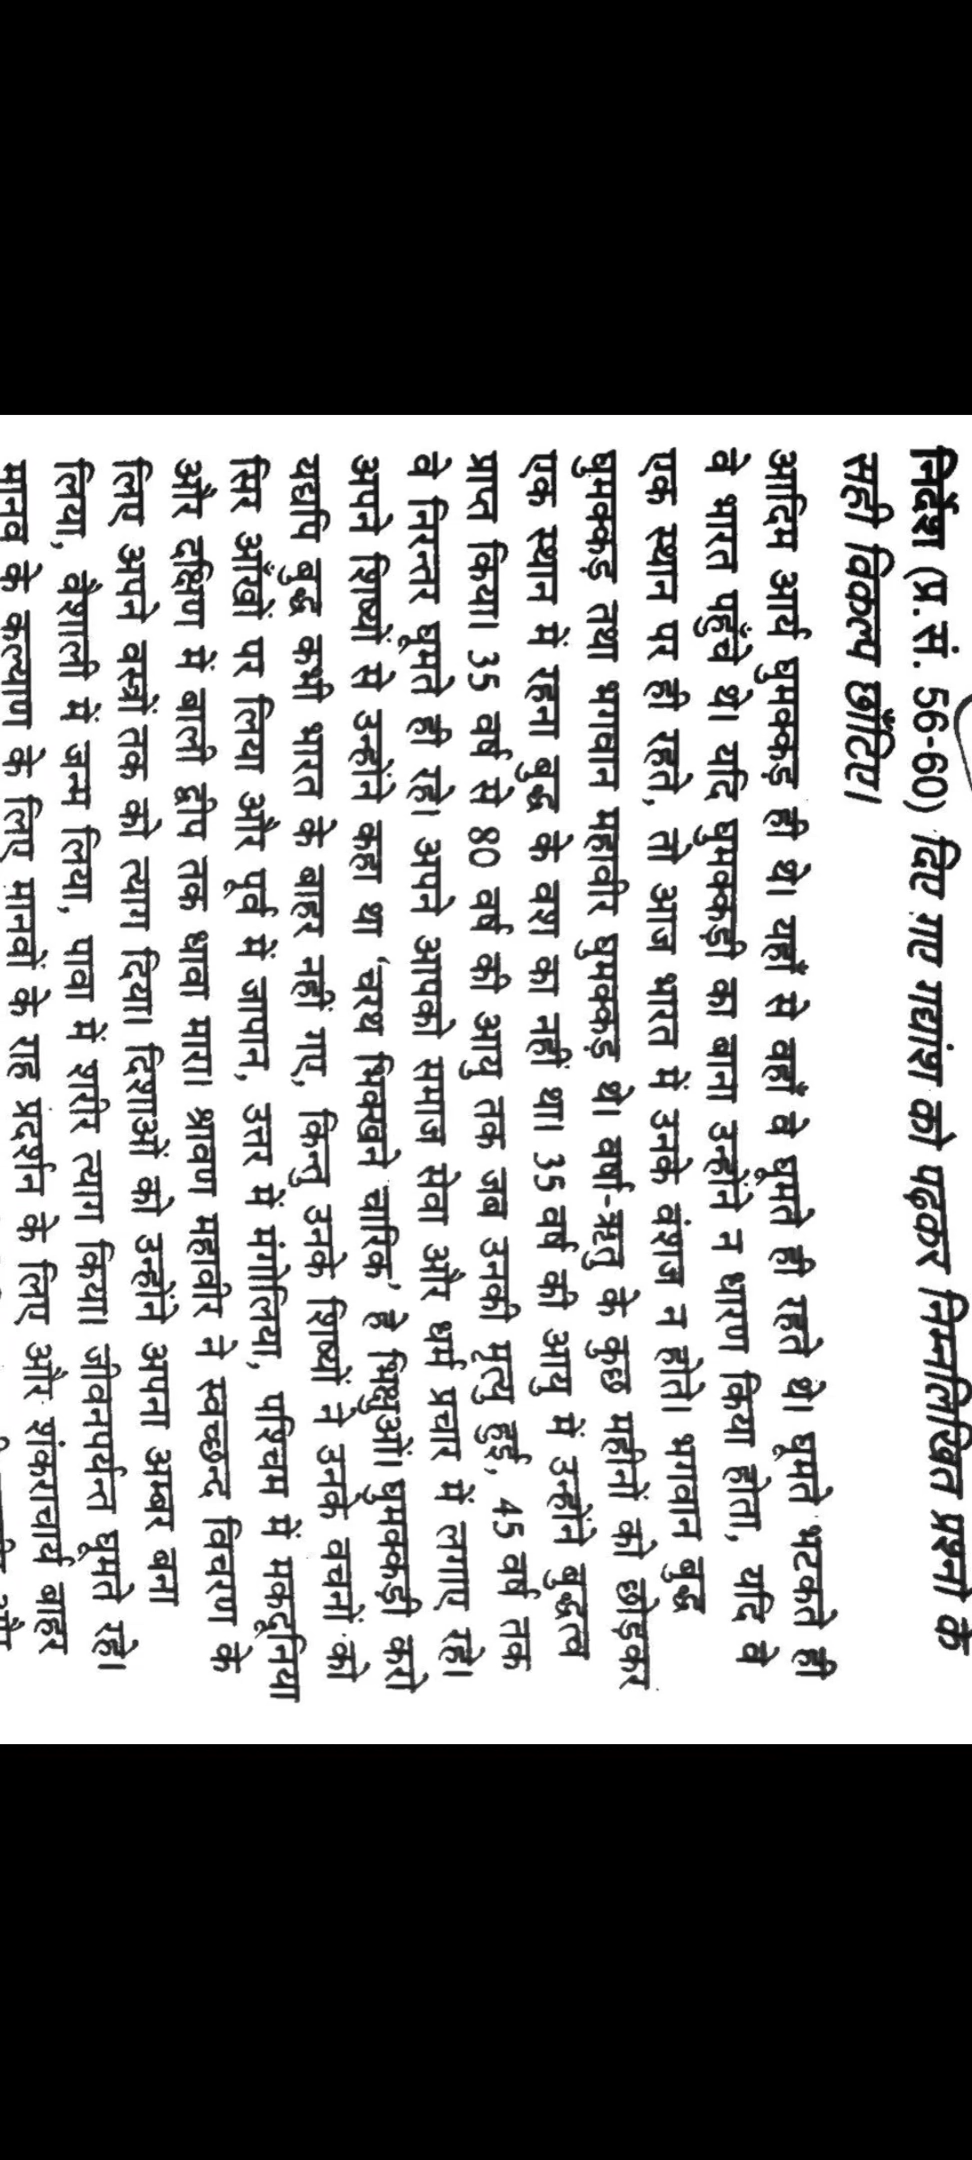 निर्देश (प्र.सं. 56-60) दिए गए गद्यांश को पढ़कर निम्नलिखित प्रश्नों के
सही विकल्प छाँटिए।
आदिम आर्य घुमक्कड़ ही थे। यहाँ से वहाँ वे घूमते ही रहते थे। घूमते भटकते ही
वे भारत पहुँचे थे। यदि घुमक्कड़ी का बाना उन्होंने न धारण किया होता, यदि वे
एक स्थान पर ही रहते, तो आज भारत में उनके वंशज न होते। भगवान बुद्ध
घुमक्कड़ तथा भगवान महावीर घुमक्कड़ थे। वर्षा-ऋतु के कुछ महीनों को छोड़कर
एक स्थान में रहना बुद्ध के वश का नहीं था। 35 वर्ष की आयु में उन्होंने बुद्धत्व
प्राप्त किया। 35 वर्ष से 80 वर्ष की आयु तक जब उनकी मृत्यु हुई, 45 वर्ष तक
वे निरन्तर घूमते ही रहे। अपने आपको समाज सेवा और धर्म प्रचार में लगाए रहे।
अपने शिष्यों से उन्होंने कहा था 'चरथ भिक्खवे चारिक' हे भिक्षुओं! घुमक्कड़ी करो
यद्यपि बुद्ध कभी भारत के बाहर नहीं गए, किन्तु उनके शिष्यों ने उनके वचनों को
सिर आँखों पर लिया और पूर्व में जापान, उत्तर में मंगोलिया, पश्चिम में मकदूनिया
और दक्षिण में बाली द्वीप तक धावा मारा। श्रावण महावीर ने स्वच्छन्द विचरण के
लिए अपने वस्त्रों तक को त्याग दिया। दिशाओं को उन्होंने अपना अम्बर बना
लिया, वैशाली में जन्म लिया, पावा में शरीर त्याग किया। जीवनपर्यन्त घूमते रहे।
मानव के कल्याण के लिए मानवों के राह प्रदर्शन के लिए और शंकराचार्य बाहर